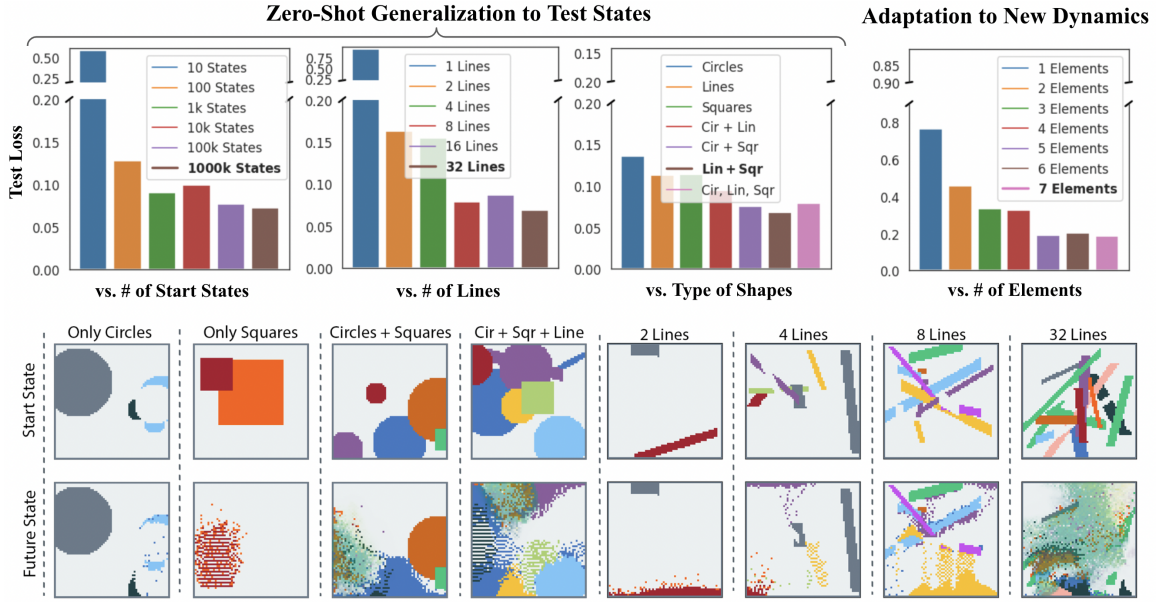 Zero-Shot Generalization to Test States
Adaptation to New Dynamics
Test Loss
0.50
0.25
0.20
0.15
0.10
0.05
0.00
10 States
100 States
1k States
10k States
100k States
1000k States
vs. # of Start States
0.75
0.50
0.25
0.20
0.15
0.10
0.05
0.00
1 Lines
2 Lines
4 Lines
8 Lines
16 Lines
32 Lines
vs. # of Lines
0.15
0.20
0.20
0.15
0.10
0.05
0.00
Circles
Lines
Squares
Cir + Lin
Cir + Sqr
Lin + Sqr
Cir, Lin, Sqr
vs. Type of Shapes
0.85
0.90
0.8
0.6
0.4
0.2
0.0
1 Elements
2 Elements
3 Elements
4 Elements
5 Elements
6 Elements
7 Elements
vs. # of Elements
Only Circles
Only Squares
Circles + Squares
Cir + Sqr + Line
2 Lines
4 Lines
8 Lines
32 Lines
Start State
Future State